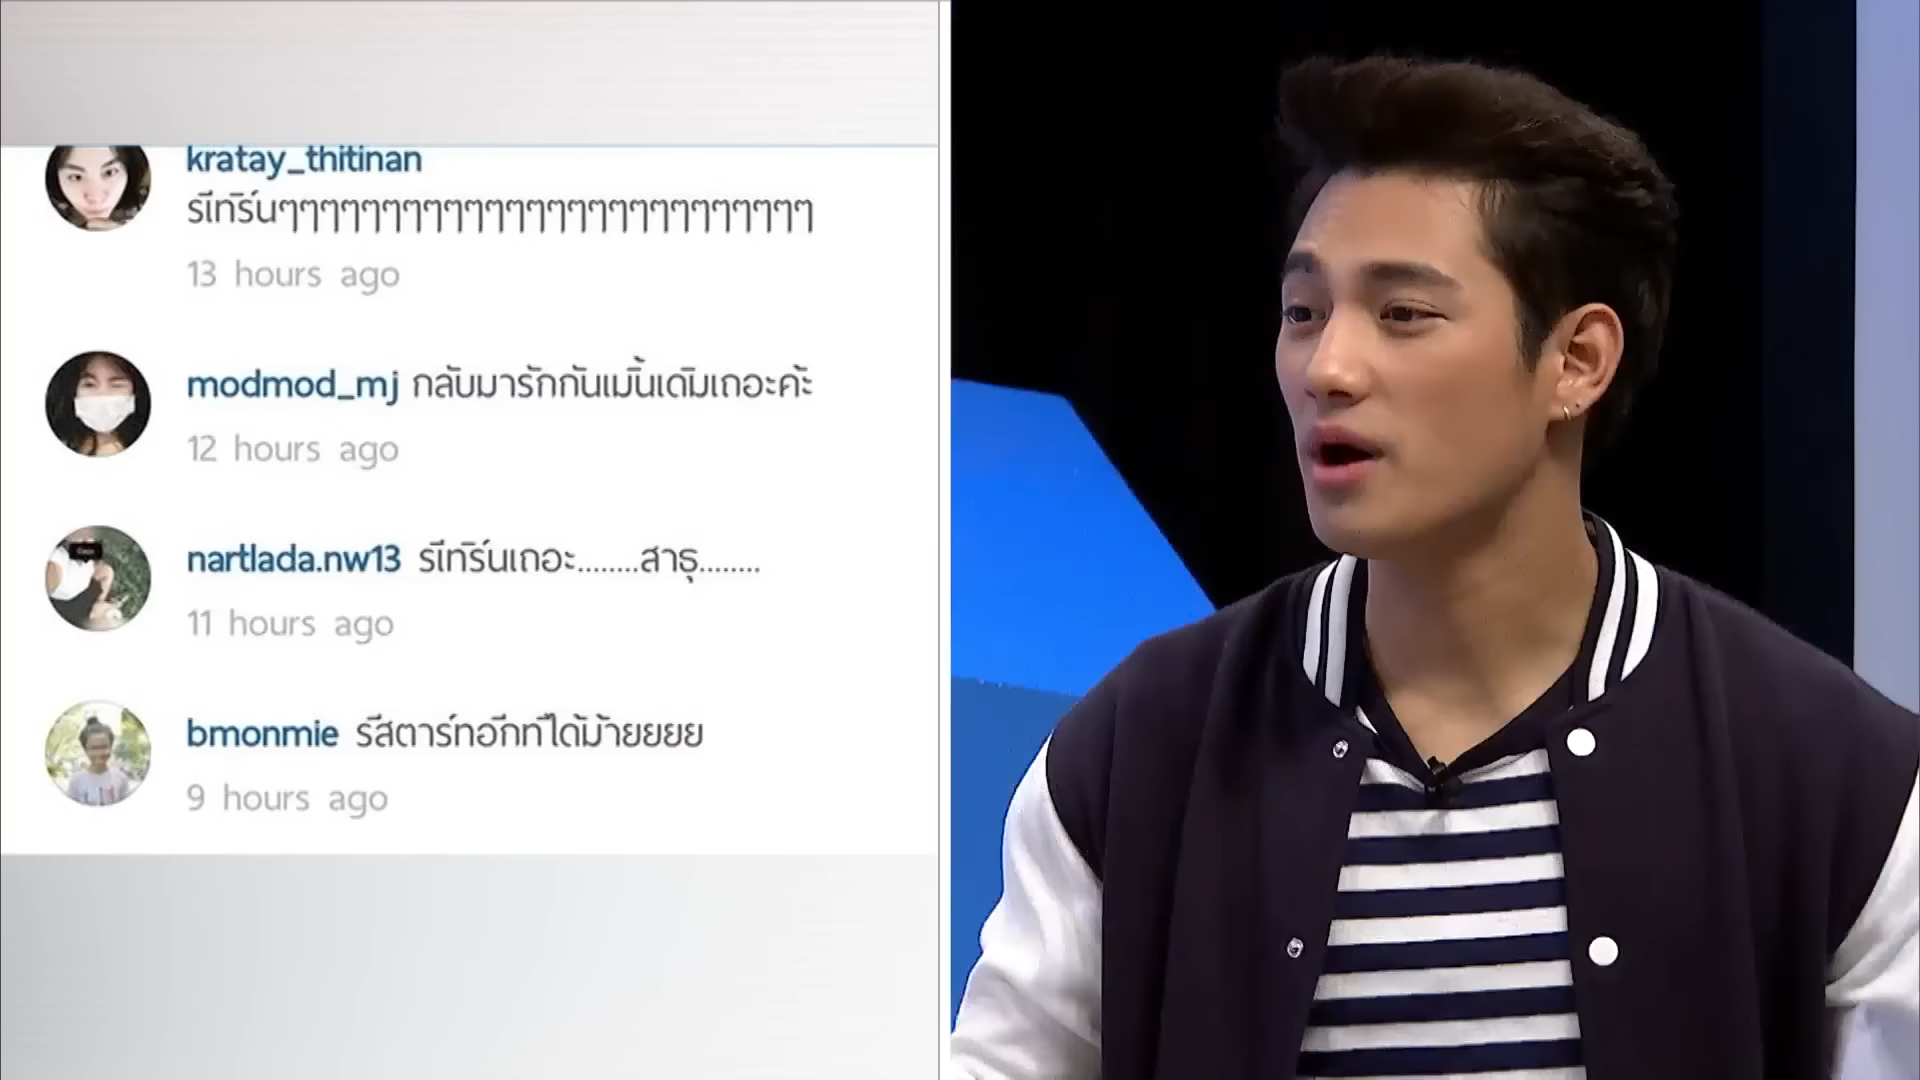 kratay_thitinan
รีเทิร์นๆๆๆๆๆๆๆๆๆๆๆๆๆๆๆๆๆๆๆๆๆๆๆๆๆๆ
13 hours ago
modmod_mj กลับมารักกันเมิ้นเดิมเถอะค้ะ
12 hours ago
nartlada.nw13 รีเทิร์นเถอะ........สาธุ........
11 hours ago
bmonmie รีสตาร์ทอีกทีได้ม้ายยยย
9 hours ago